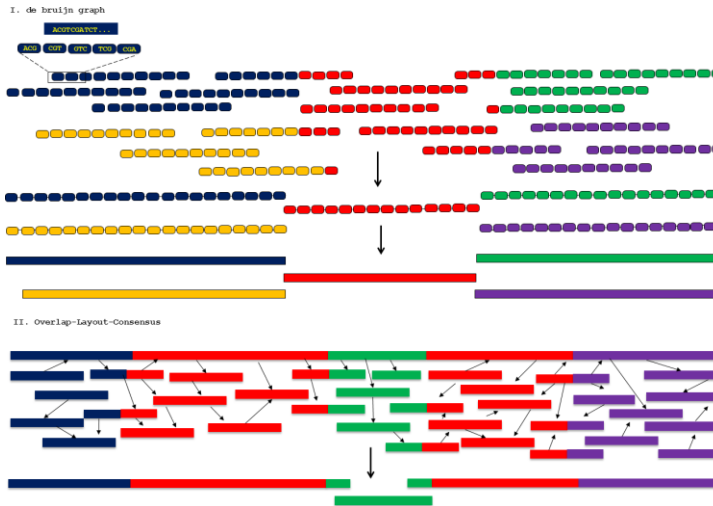 I. de bruijn graph
ACGTCGATCT...
ACG CGT GTC TCG CGA
II. Overlap-Layout-Consensus